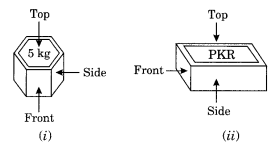 Top
5 kg
Side
Front
(i)
Top
PKR
Front
Side
(ii)